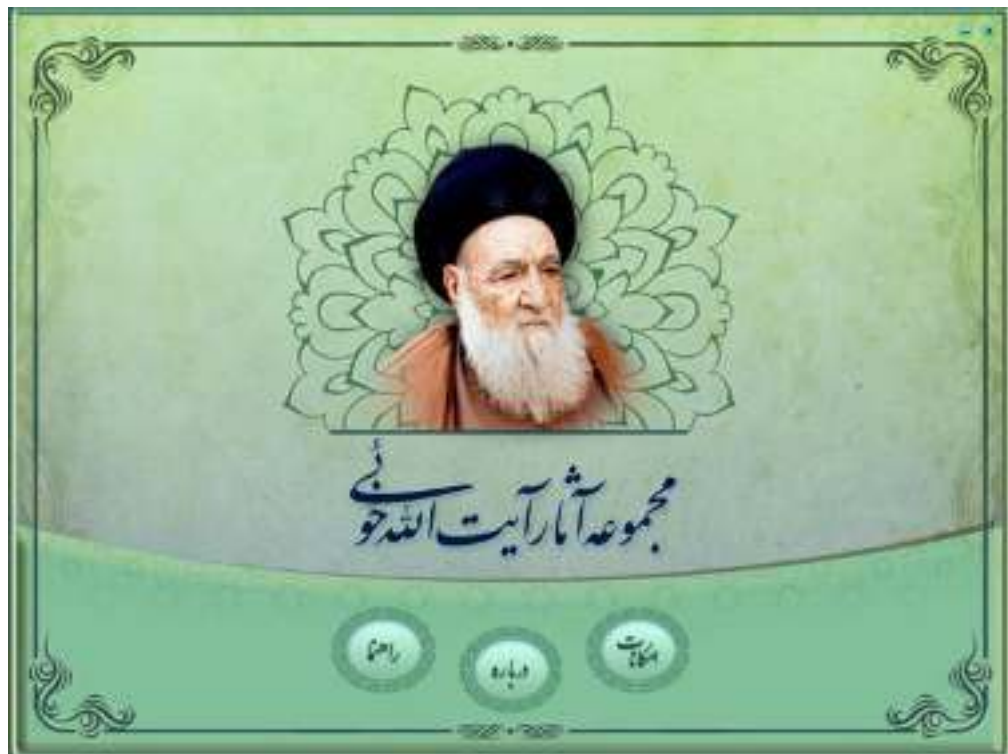 مجموعه آثار آیت الله خوئی
امکانات
درباره
راهنما